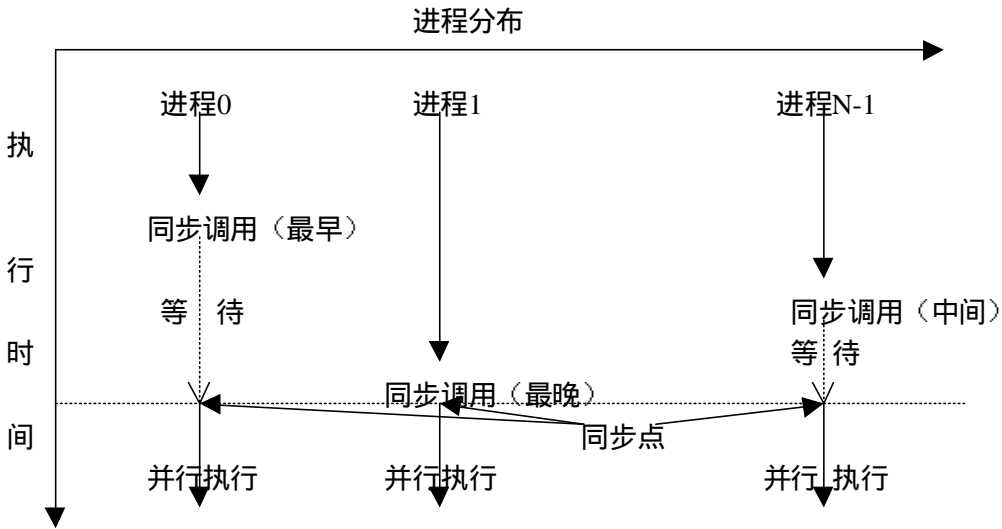 进程分布
进程0
进程1
进程N-1
执
行
时
间
同步调用（最早）
等 待
同步调用（中间）
等 待
同步调用（最晚）
同步点
并行执行
并行执行
并行 执行